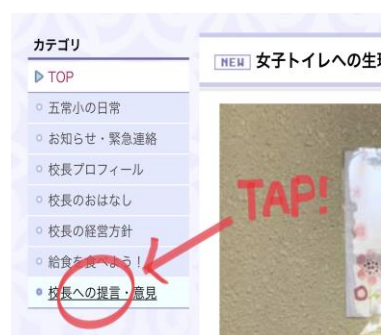 カテゴリ
TOP
五常小の日常
お知らせ・緊急連絡
校長プロフィール
校長のおはなし
校長の経営方針
給食を食べよう!
校長への提言・意見
NEW 女子トイレへの生理
TAP!